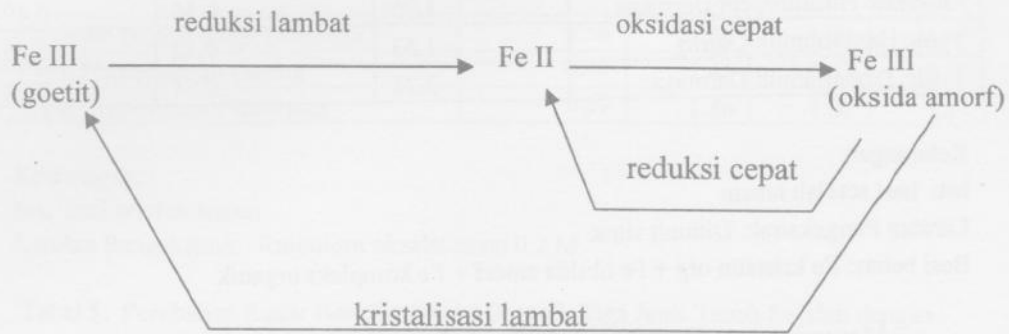 reduksi lambat
oksidasi cepat
Fe III
Fe II
Fe III
(goetit)
(oksida amorf)
reduksi cepat
kristalisasi lambat